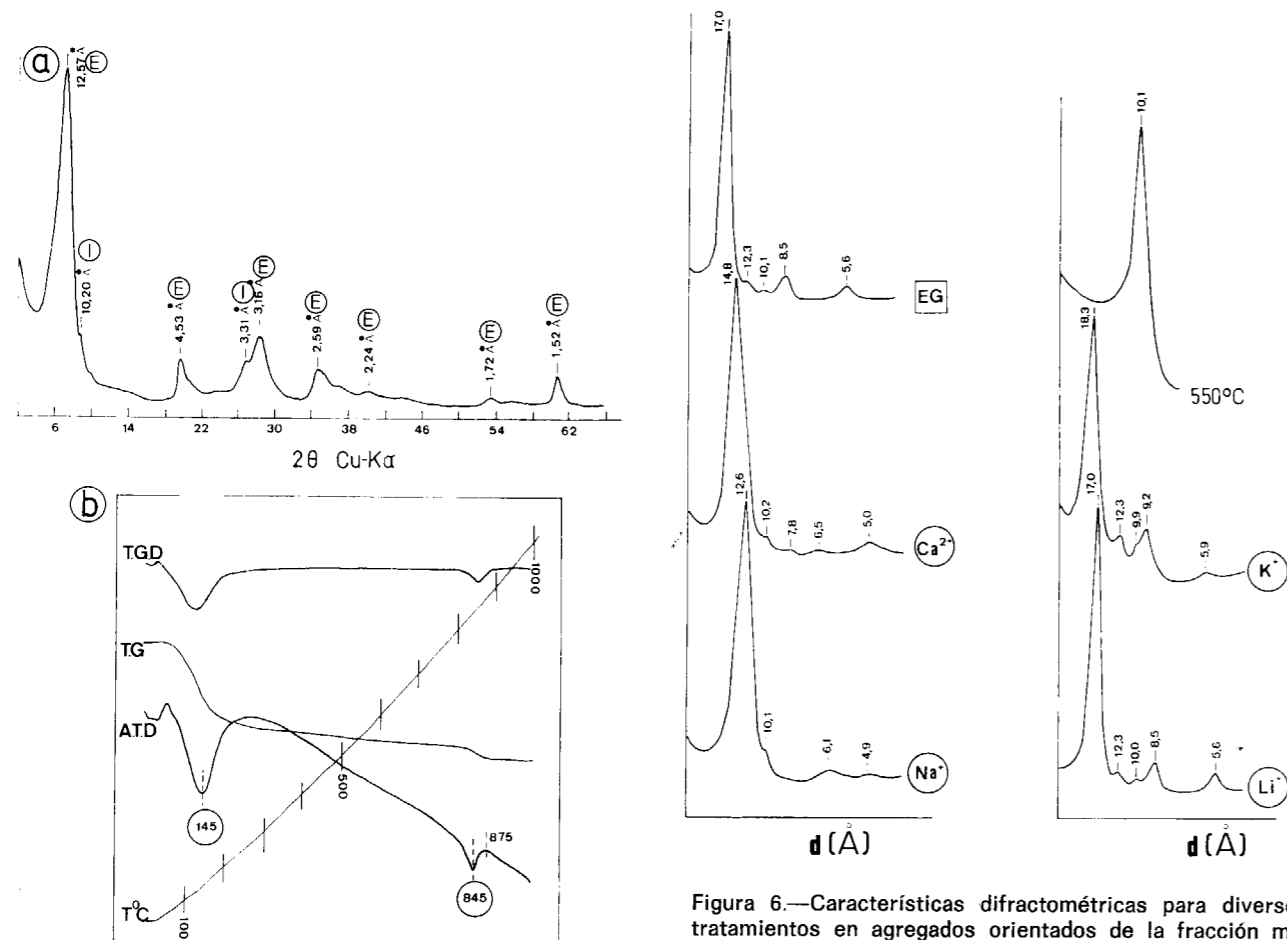 a
12,57 Å E
10,20 Å I
4,53 Å E
3,31 Å I
3,16 Å E
2,59 Å E
2,24 Å E
1,72 Å E
1,52 Å E
6 14 22 30 38 46 54 62
2θ Cu-Kα
b
T.G.D
T.G
A.T.D
T°C
100
500
1000
145
845
875
17,0
12,3
10,1
8,5
5,6
EG
14,8
10,2
7,8
6,5
5,0
Ca²⁺
12,6
10,1
6,1
4,9
Na⁺
d (Å)
10,1
550°C
18,3
12,3
9,9
9,2
5,9
K⁺
17,0
12,3
10,0
8,5
5,6
Li⁺
d (Å)
Figura 6.—Características difractométricas para divers
tratamientos en agregados orientados de la fracción m